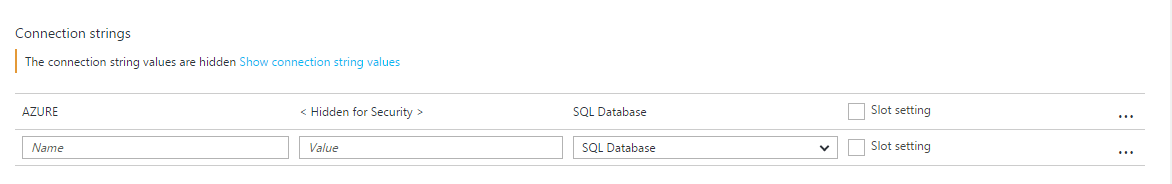 Connection strings
The connection string values are hidden Show connection string values
AZURE < Hidden for Security > SQL Database Slot setting ...
Name Value SQL Database Slot setting ...